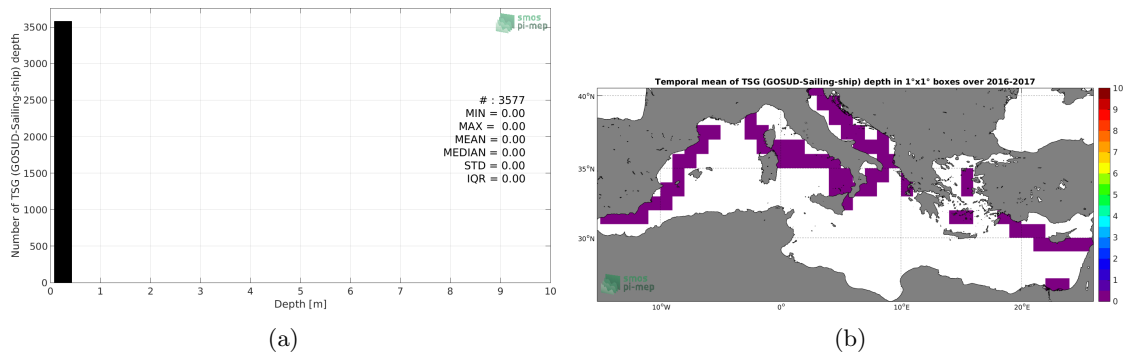 smos
pi-mep
3500
3000
2500
2000
1500
1000
500
0
Number of TSG (GOSUD-Sailing-ship) depth
# : 3577
MIN = 0.00
MAX = 0.00
MEAN = 0.00
MEDIAN = 0.00
STD = 0.00
IQR = 0.00
0 1 2 3 4 5 6 7 8 9 10
Depth [m]
(a)
Temporal mean of TSG (GOSUD-Sailing-ship) depth in 1°x1° boxes over 2016-2017
40°N
35°N
30°N
10°W 0° 10°E 20°E
smos
pi-mep
10
9
8
7
6
5
4
3
2
1
0
(b)